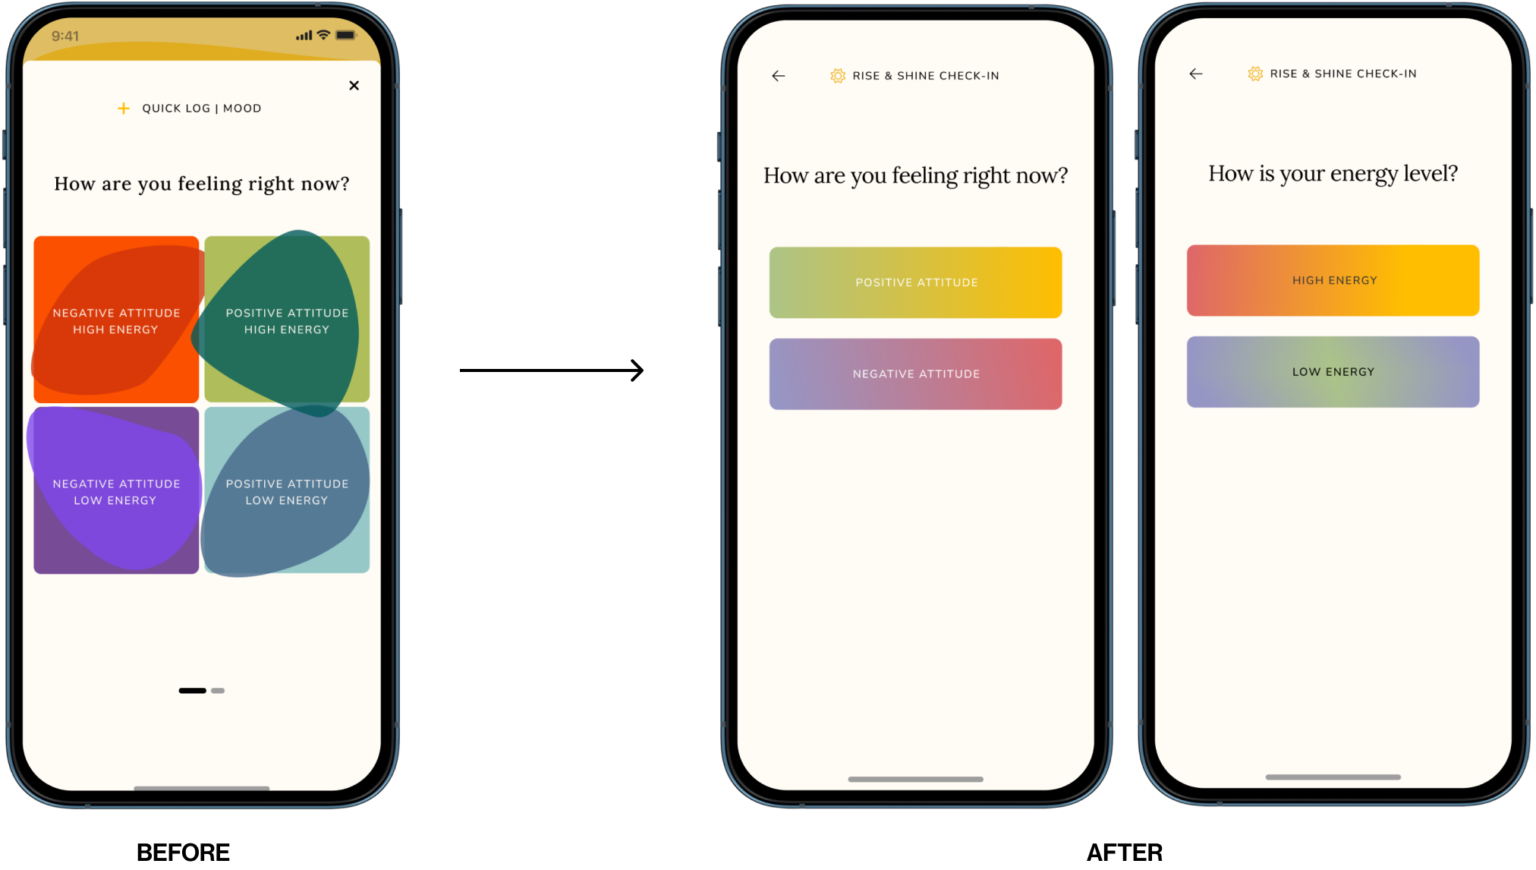 9:41
QUICK LOG | MOOD
How are you feeling right now?
NEGATIVE ATTITUDE
HIGH ENERGY
POSITIVE ATTITUDE
HIGH ENERGY
NEGATIVE ATTITUDE
LOW ENERGY
POSITIVE ATTITUDE
LOW ENERGY
BEFORE
RISE & SHINE CHECK-IN
How are you feeling right now?
POSITIVE ATTITUDE
NEGATIVE ATTITUDE
RISE & SHINE CHECK-IN
How is your energy level?
HIGH ENERGY
LOW ENERGY
AFTER